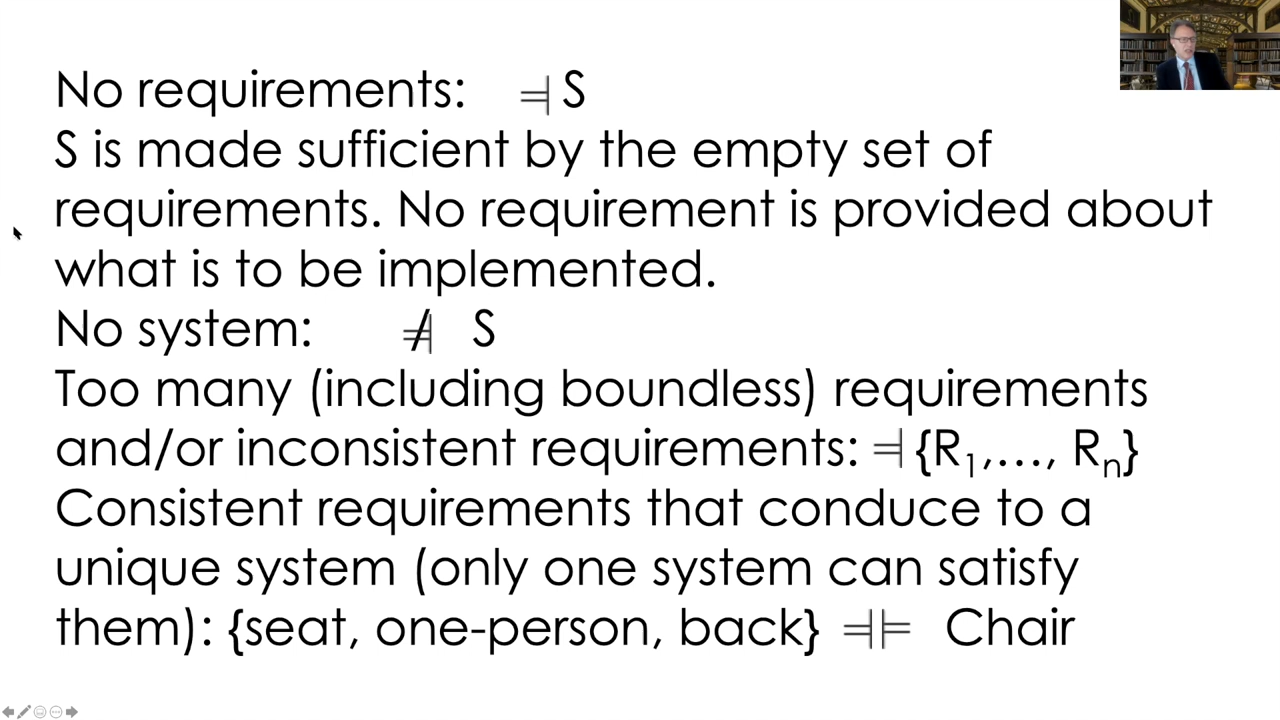 No requirements: ⫤ S
S is made sufficient by the empty set of
requirements. No requirement is provided about
what is to be implemented.
No system: ⫤̸ S
Too many (including boundless) requirements
and/or inconsistent requirements: ⫤ {R₁,…, Rₙ}
Consistent requirements that conduce to a
unique system (only one system can satisfy
them): {seat, one-person, back} ⫤⊨ Chair